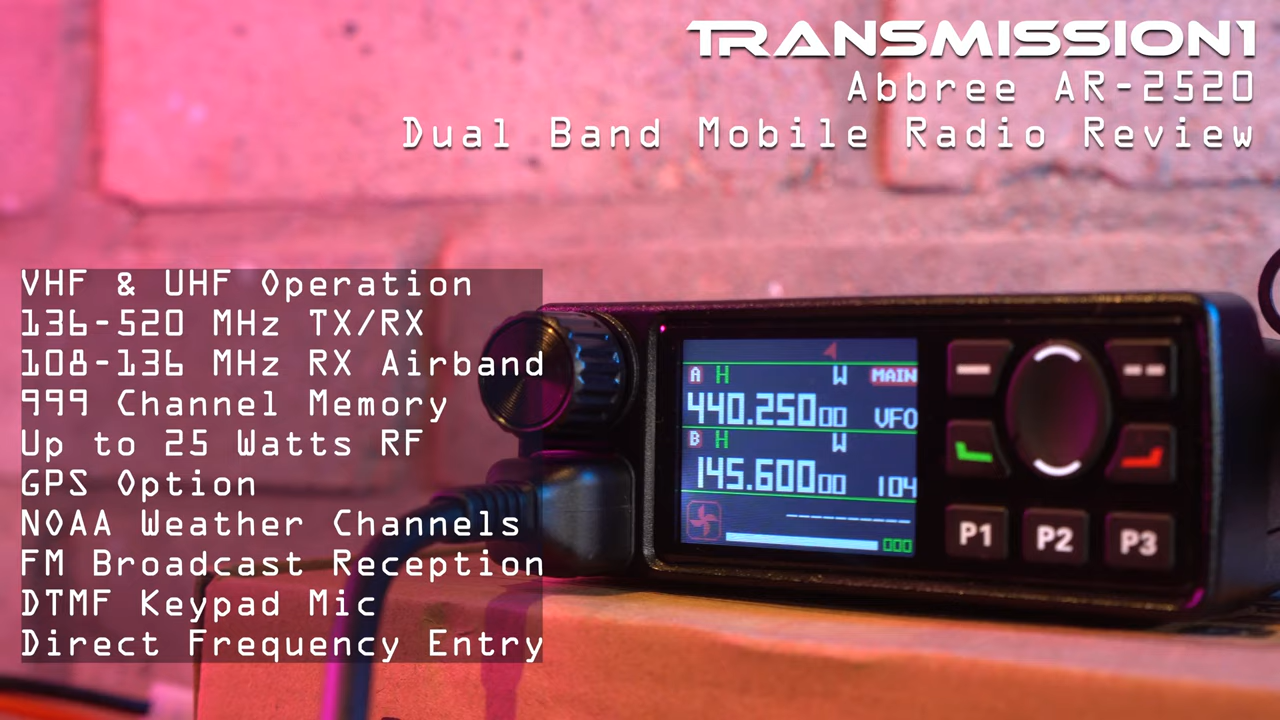 TRANSMISSION1
Abbree AR-2520
Dual Band Mobile Radio Review
VHF & UHF Operation
136-520 MHz TX/RX
108-136 MHz RX Airband
999 Channel Memory
Up to 25 Watts RF
GPS Option
NOAA Weather Channels
FM Broadcast Reception
DTMF Keypad Mic
Direct Frequency Entry
A H W MAIN
440.25000 VFO
B H W
145.60000 104
000
P1 P2 P3